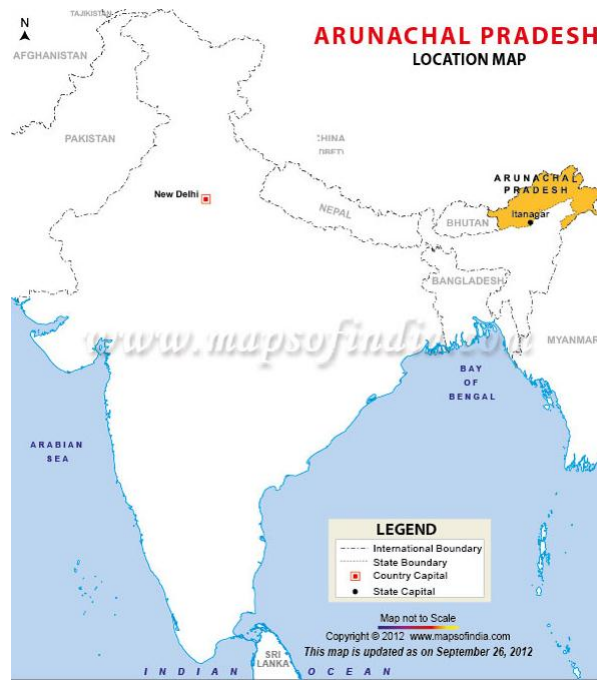 N
TAJIKISTAN
ARUNACHAL PRADESH
LOCATION MAP
AFGHANISTAN
PAKISTAN
New Delhi
NEPAL
BHUTAN
ARUNACHAL
PRADESH
Itanagar
BANGLADESH
www.mapsofindia.com
MYANMAR
BAY
OF
BENGAL
ARABIAN
SEA
LEGEND
International Boundary
State Boundary
Country Capital
State Capital
Map not to Scale
Copyright © 2012 www.mapsofindia.com
This map is updated as on September 26, 2012
SRI
LANKA
INDIAN OCEAN